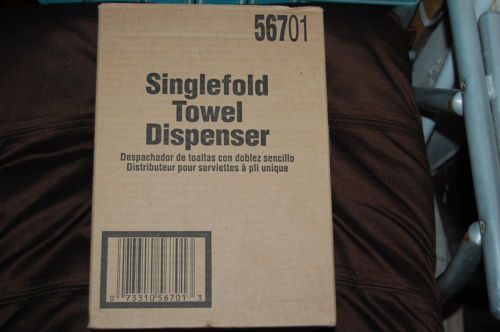 56701
Singlefold
Towel
Dispenser
Despachador de toallas con doblez sencillo
Distributeur pour serviettes à pli unique
0 73310 56701 3